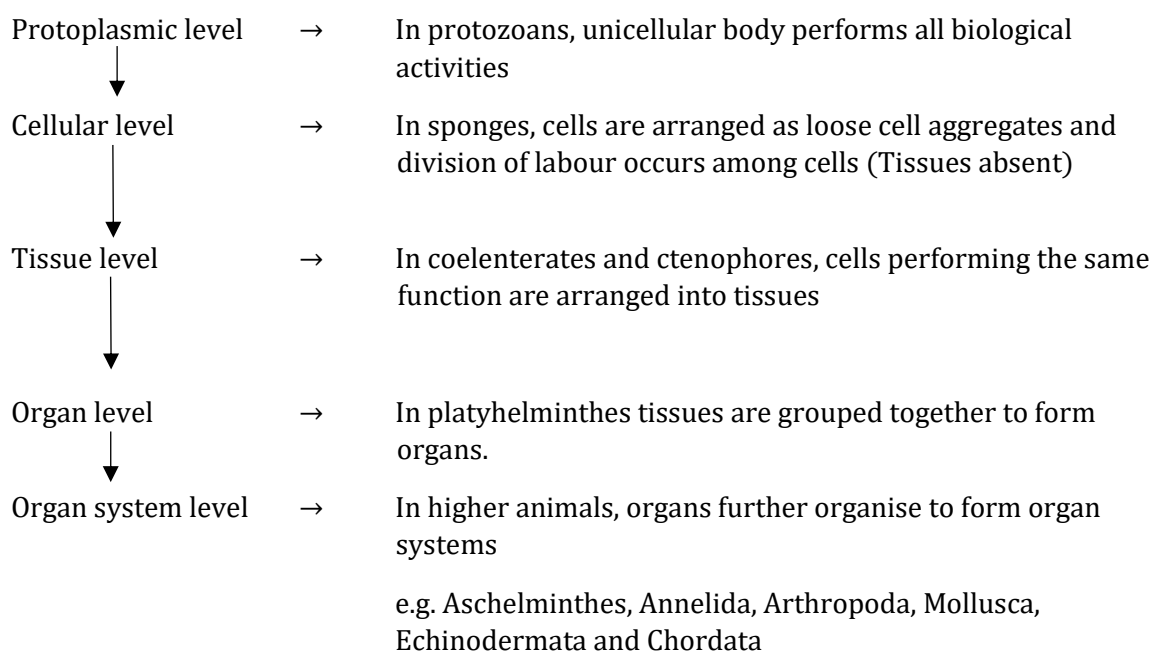 Protoplasmic level → In protozoans, unicellular body performs all biological
activities
Cellular level → In sponges, cells are arranged as loose cell aggregates and
division of labour occurs among cells (Tissues absent)
Tissue level → In coelenterates and ctenophores, cells performing the same
function are arranged into tissues
Organ level → In platyhelminthes tissues are grouped together to form
organs.
Organ system level → In higher animals, organs further organise to form organ
systems
e.g. Aschelminthes, Annelida, Arthropoda, Mollusca,
Echinodermata and Chordata